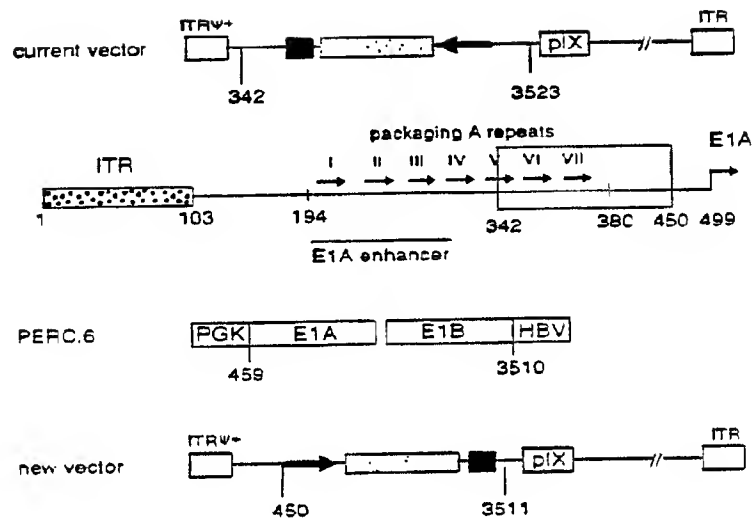 ITRΨ+ ITR
current vector pIX
342 3523
packaging A repeats
E1A
ITR I II III IV V VI VII
1 103 194 342 380 450 499
E1A enhancer
PERC.6 PGK E1A E1B HBV
459 3510
ITRΨ+ ITR
new vector pIX
450 3511